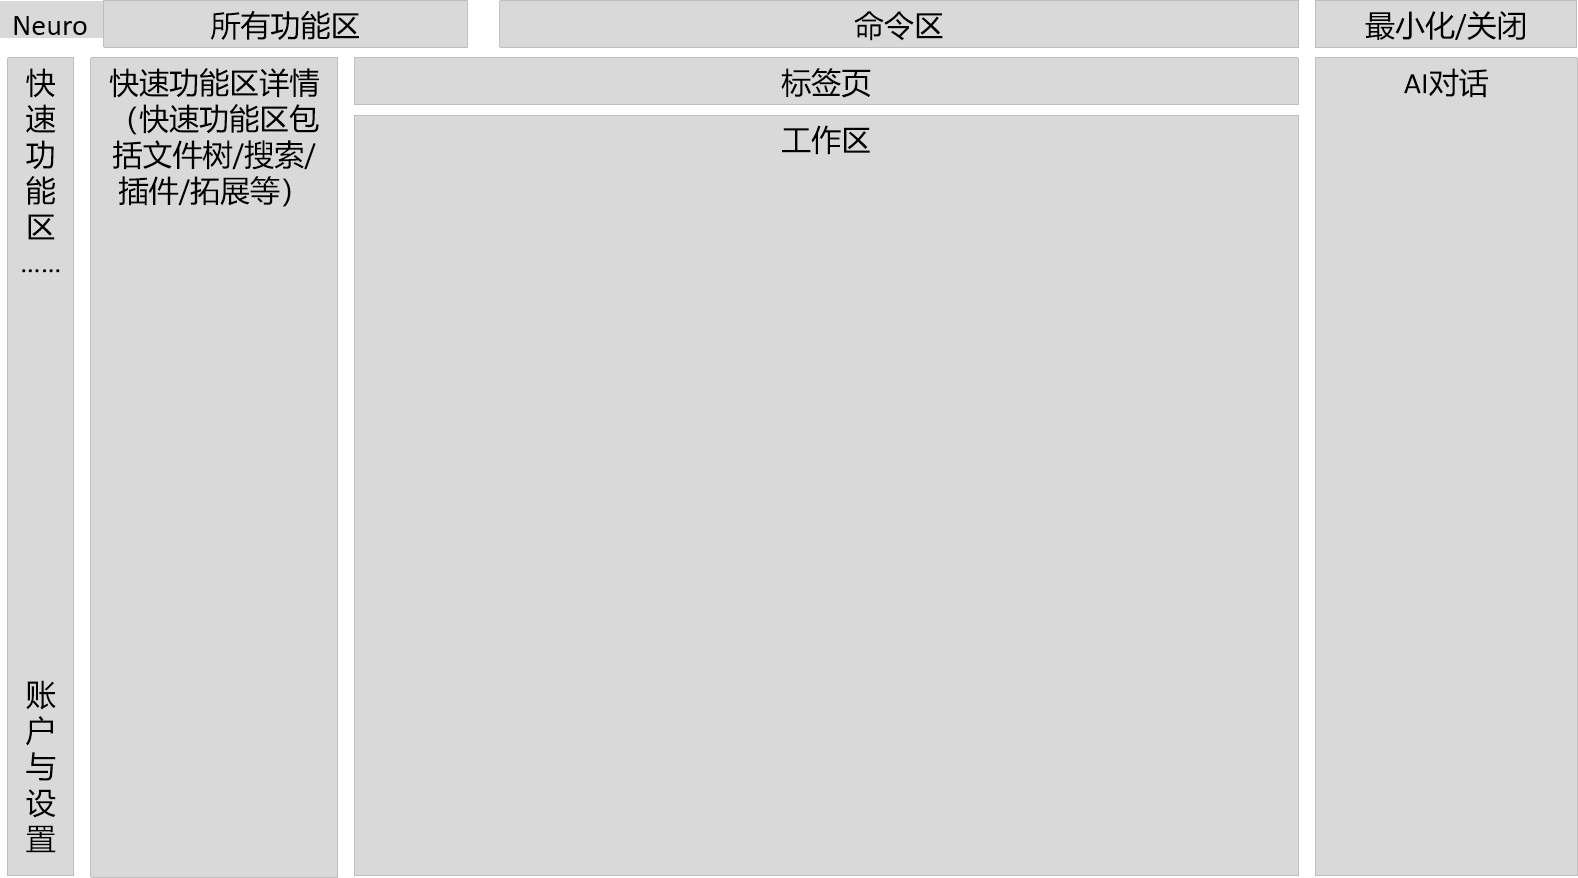 Neuro
所有功能区
命令区
最小化/关闭
快
速
功
能
区
……
账
户
与
设
置
快速功能区详情
（快速功能区包
括文件树/搜索/
插件/拓展等）
标签页
工作区
AI对话